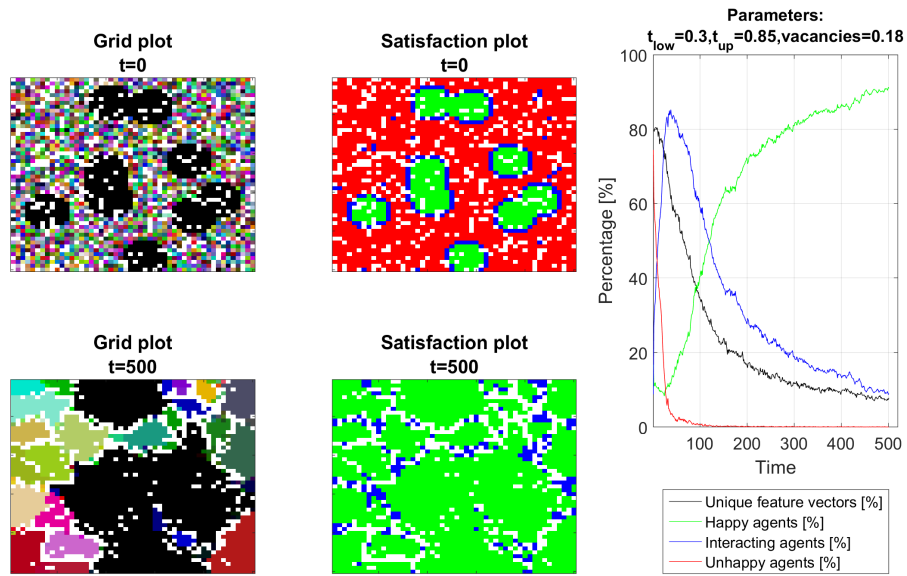 Grid plot
t=0
Satisfaction plot
t=0
Parameters:
t_low=0.3,t_up=0.85,vacancies=0.18
100
80
60
40
20
0
Percentage [%]
100 200 300 400 500
Time
Grid plot
t=500
Satisfaction plot
t=500
Unique feature vectors [%]
Happy agents [%]
Interacting agents [%]
Unhappy agents [%]